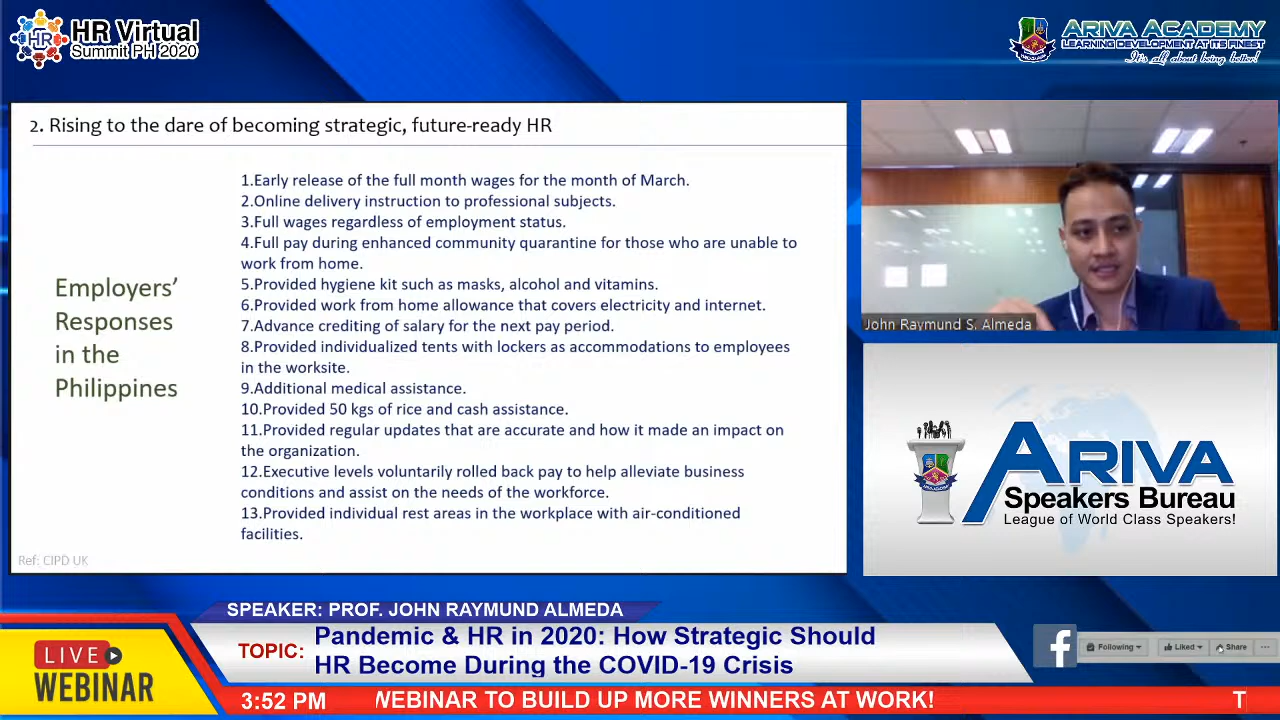 HR Virtual
Summit PH 2020
HR
ARIVA ACADEMY
LEARNING DEVELOPMENT AT ITS FINEST
It's all about being better!
2. Rising to the dare of becoming strategic, future-ready HR
Employers’
Responses
in the
Philippines
1.Early release of the full month wages for the month of March.
2.Online delivery instruction to professional subjects.
3.Full wages regardless of employment status.
4.Full pay during enhanced community quarantine for those who are unable to
work from home.
5.Provided hygiene kit such as masks, alcohol and vitamins.
6.Provided work from home allowance that covers electricity and internet.
7.Advance crediting of salary for the next pay period.
8.Provided individualized tents with lockers as accommodations to employees
in the worksite.
9.Additional medical assistance.
10.Provided 50 kgs of rice and cash assistance.
11.Provided regular updates that are accurate and how it made an impact on
the organization.
12.Executive levels voluntarily rolled back pay to help alleviate business
conditions and assist on the needs of the workforce.
13.Provided individual rest areas in the workplace with air-conditioned
facilities.
Ref: CIPD UK
John Raymund S. Almeda
ARIVA
Speakers Bureau
League of World Class Speakers!
SPEAKER: PROF. JOHN RAYMUND ALMEDA
LIVE
WEBINAR
TOPIC:
Pandemic & HR in 2020: How Strategic Should
HR Become During the COVID-19 Crisis
Following
Liked
Share
3:52 PM
WEBINAR TO BUILD UP MORE WINNERS AT WORK!
T